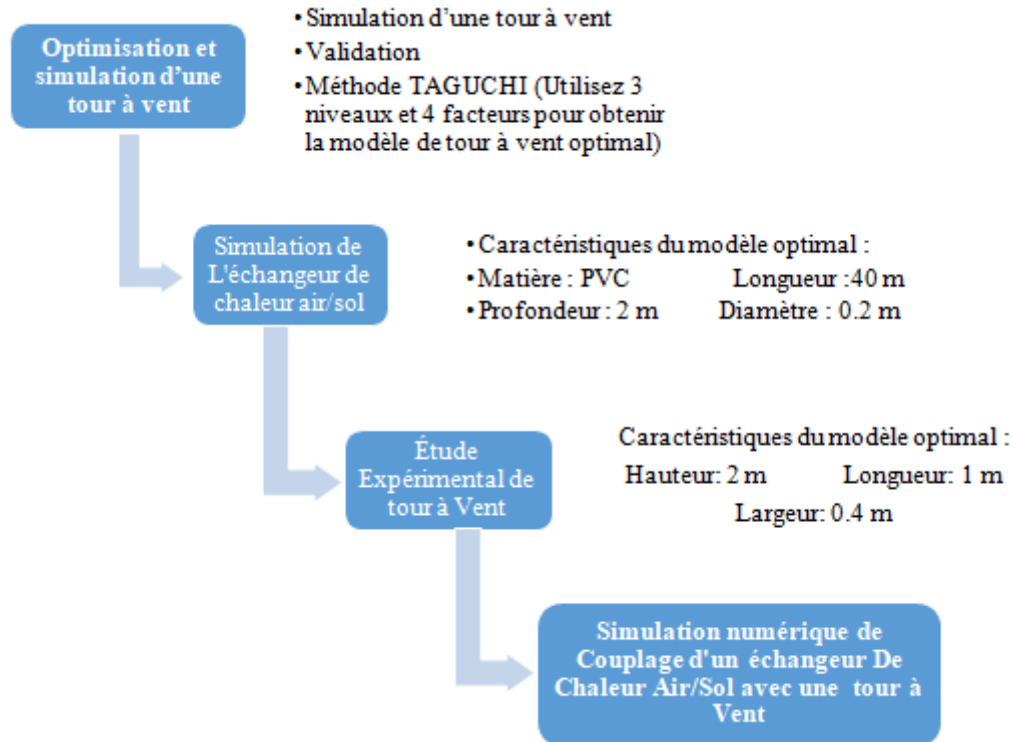 Optimisation et
simulation d'une
tour à vent
•Simulation d'une tour à vent
•Validation
•Méthode TAGUCHI (Utilisez 3
niveaux et 4 facteurs pour obtenir
la modèle de tour à vent optimal)
Simulation de
L'échangeur de
chaleur air/sol
•Caractéristiques du modèle optimal :
•Matière : PVC Longueur :40 m
•Profondeur : 2 m Diamètre : 0.2 m
Étude
Expérimental de
tour à Vent
Caractéristiques du modèle optimal :
Hauteur: 2 m Longueur: 1 m
Largeur: 0.4 m
Simulation numérique de
Couplage d'un échangeur De
Chaleur Air/Sol avec une tour à
Vent